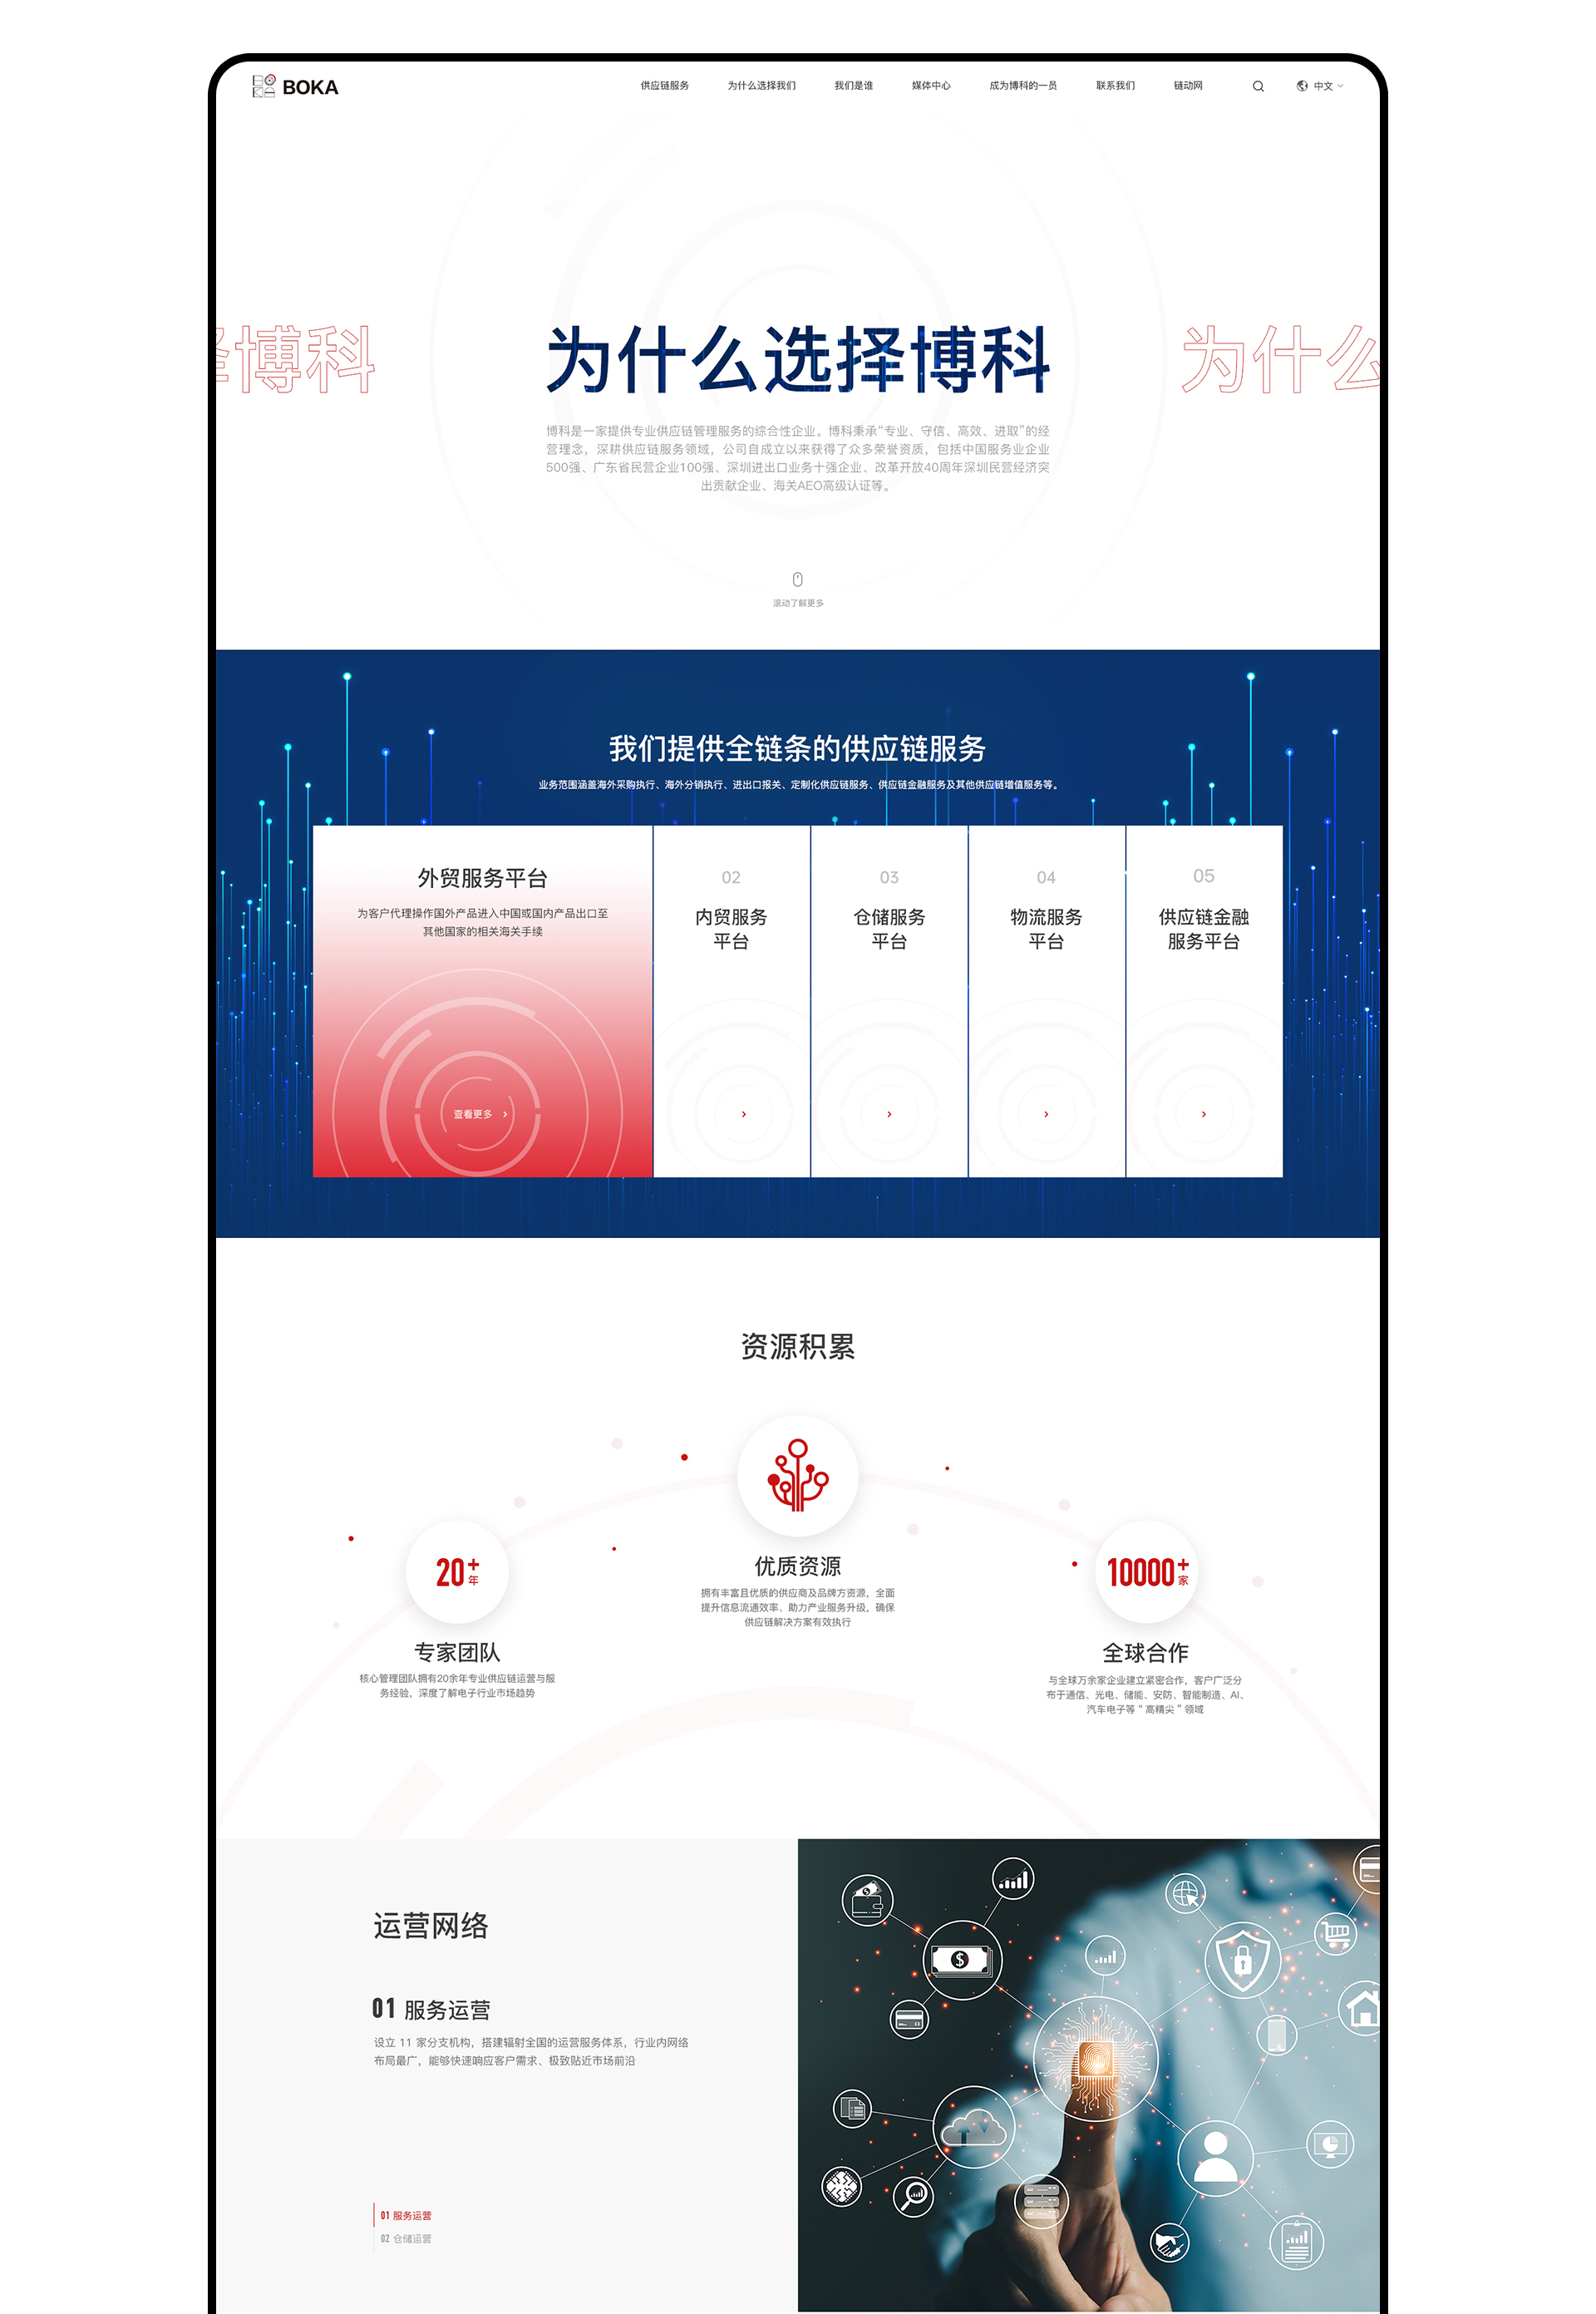 BOKA
供应链服务 为什么选择我们 我们是谁 媒体中心 成为博科的一员 联系我们 链动网 中文
博科 为什么选择博科 为什么
博科是一家提供专业供应链管理服务的综合性企业。博科秉承“专业、守信、高效、进取”的经
营理念，深耕供应链服务领域，公司自成立以来获得了众多荣誉资质，包括中国服务业企业
500强、广东省民营企业100强、深圳进出口业务十强企业、改革开放40周年深圳民营经济突
出贡献企业、海关AEO高级认证等。
滚动了解更多
我们提供全链条的供应链服务
业务范围涵盖海外采购执行、海外分销执行、进出口报关、定制化供应链服务、供应链金融服务及其他供应链增值服务等。
外贸服务平台
为客户代理操作国外产品进入中国或国内产品出口至
其他国家的相关海关手续
查看更多
02
内贸服务
平台
03
仓储服务
平台
04
物流服务
平台
05
供应链金融
服务平台
资源积累
20+年
专家团队
核心管理团队拥有20余年专业供应链运营与服
务经验，深度了解电子行业市场趋势
优质资源
拥有丰富且优质的供应商及品牌方资源，全面
提升信息流通效率、助力产业服务升级，确保
供应链解决方案有效执行
10000+家
全球合作
与全球万余家企业建立紧密合作，客户广泛分
布于通信、光电、储能、安防、智能制造、AI、
汽车电子等“高精尖”领域
运营网络
01 服务运营
设立 11 家分支机构，搭建辐射全国的运营服务体系，行业内网络
布局最广，能够快速响应客户需求、极致贴近市场前沿
01 服务运营
02 仓储运营